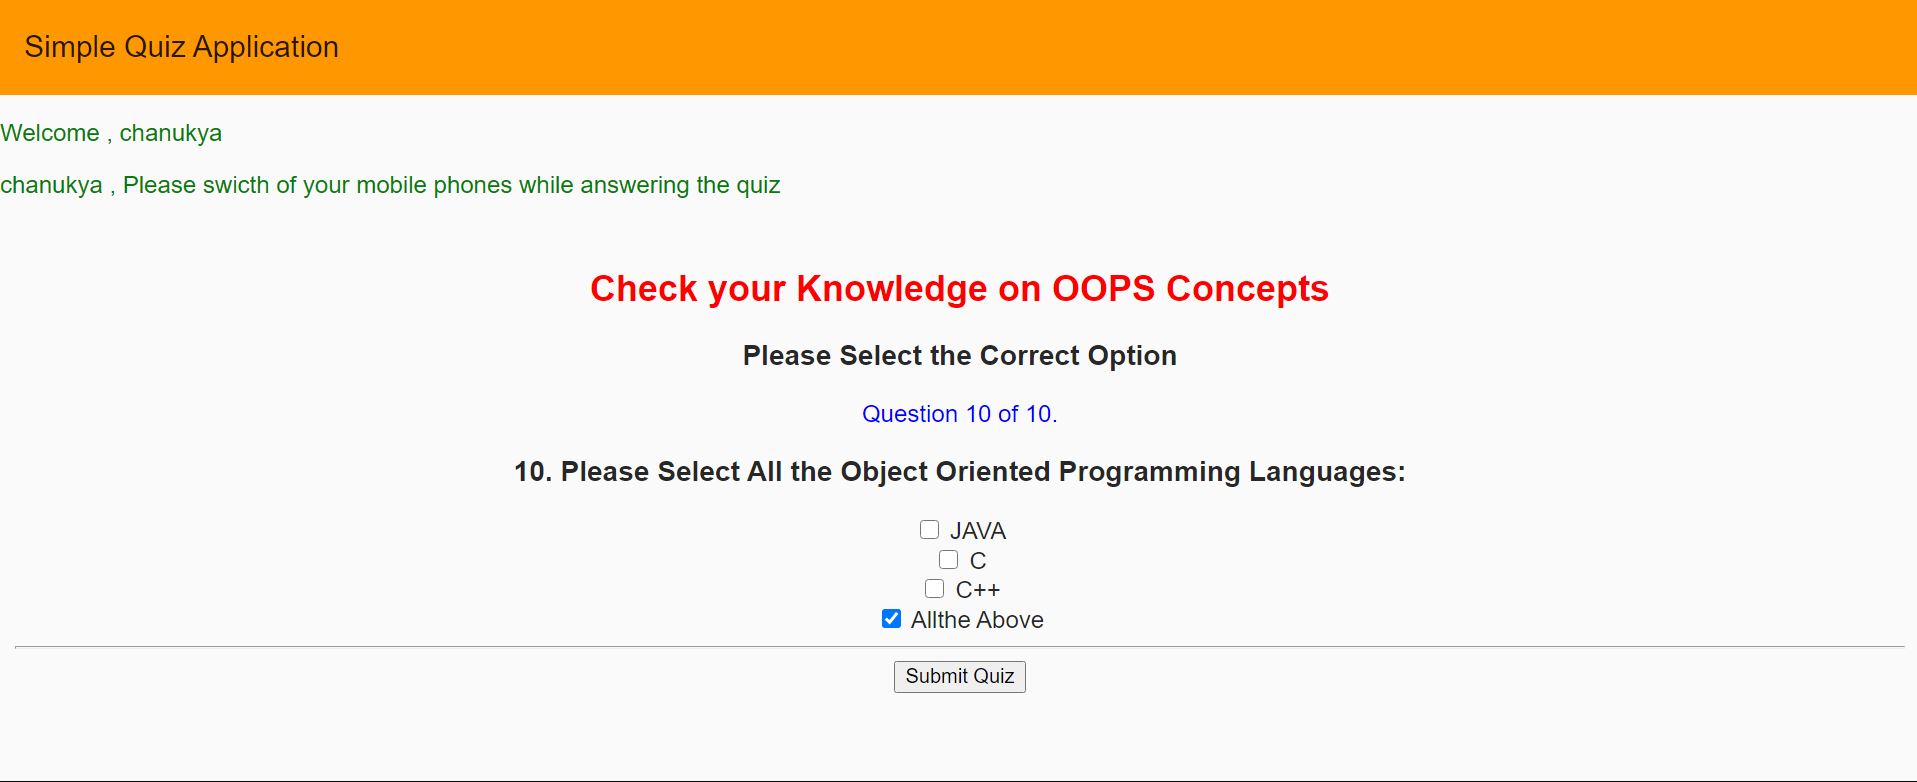 Simple Quiz Application
Welcome , chanukya
chanukya , Please swicth of your mobile phones while answering the quiz
Check your Knowledge on OOPS Concepts
Please Select the Correct Option
Question 10 of 10.
10. Please Select All the Object Oriented Programming Languages:
JAVA
C
C++
Allthe Above
Submit Quiz